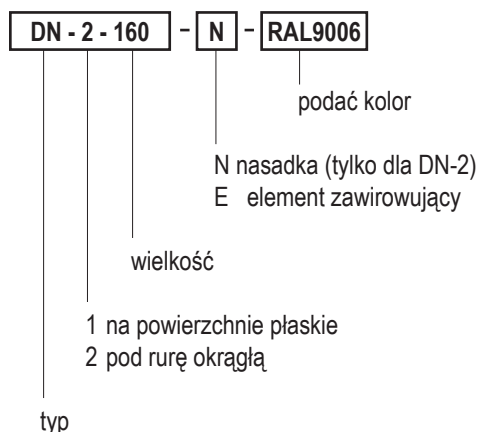 DN - 2 - 160 - N - RAL9006
podać kolor
N nasadka (tylko dla DN-2)
E element zawirowujący
wielkość
1 na powierzchnie płaskie
2 pod rurę okrągłą
typ